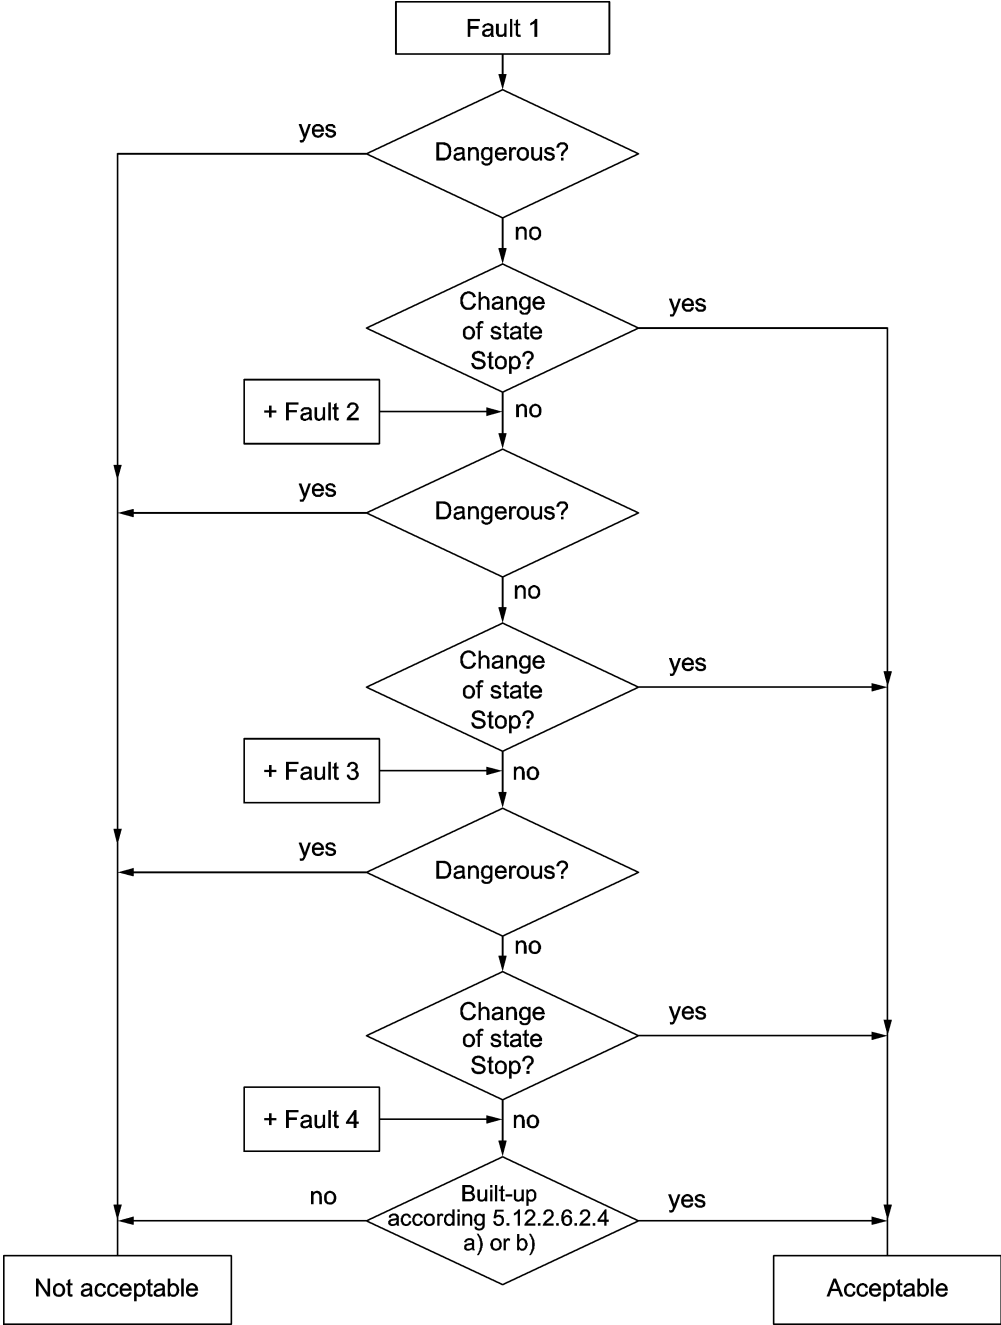 Fault 1
yes
Dangerous?
no
Change
of state
Stop?
yes
+ Fault 2
no
yes
Dangerous?
no
Change
of state
Stop?
yes
+ Fault 3
no
yes
Dangerous?
no
Change
of state
Stop?
yes
+ Fault 4
no
no
Built-up
according 5.12.2.6.2.4
a) or b)
yes
Not acceptable
Acceptable